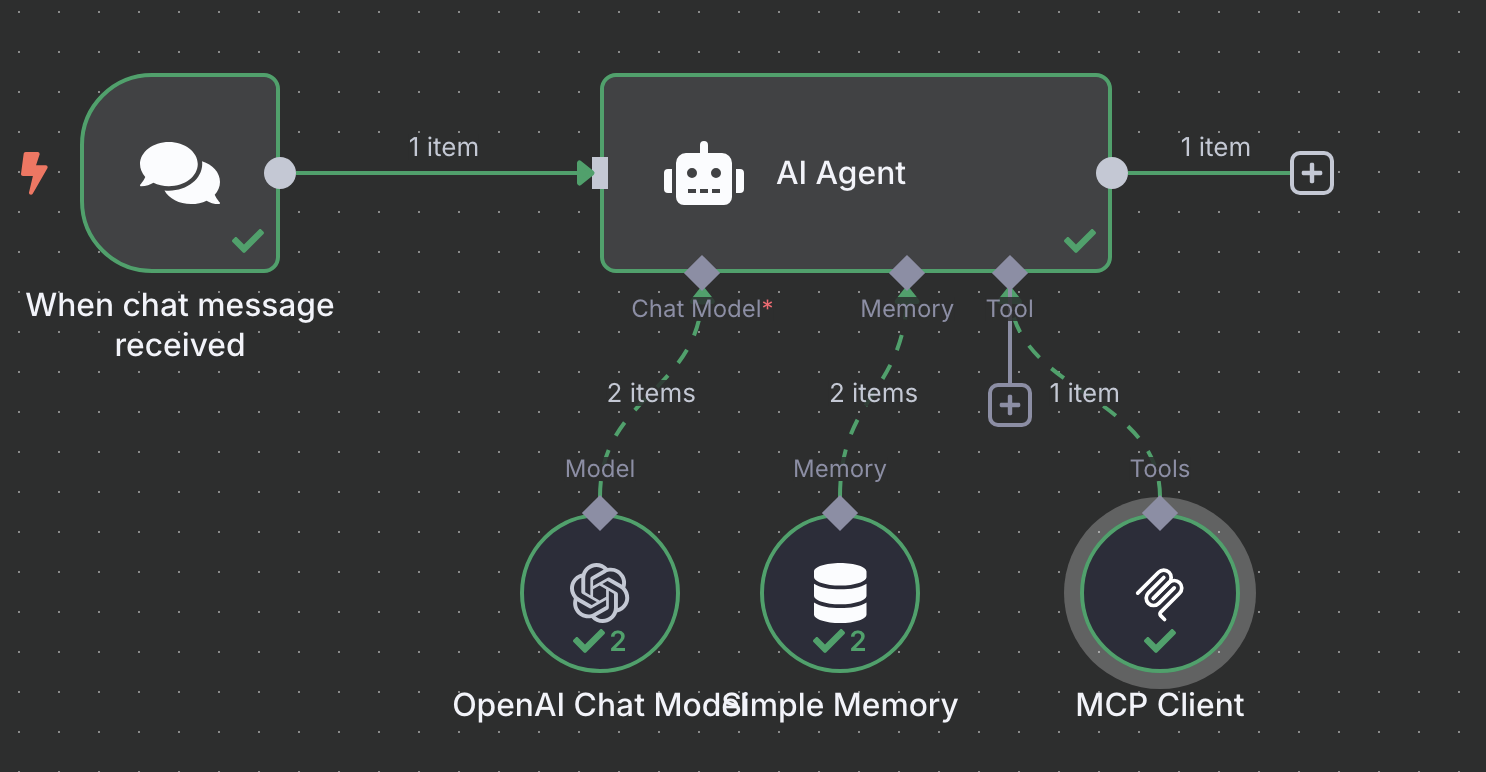 1 item
1 item
AI Agent
When chat message
received
Chat Model*
Memory
Tool
2 items
2 items
1 item
Model
Memory
Tools
2
2
OpenAI Chat Model
Simple Memory
MCP Client